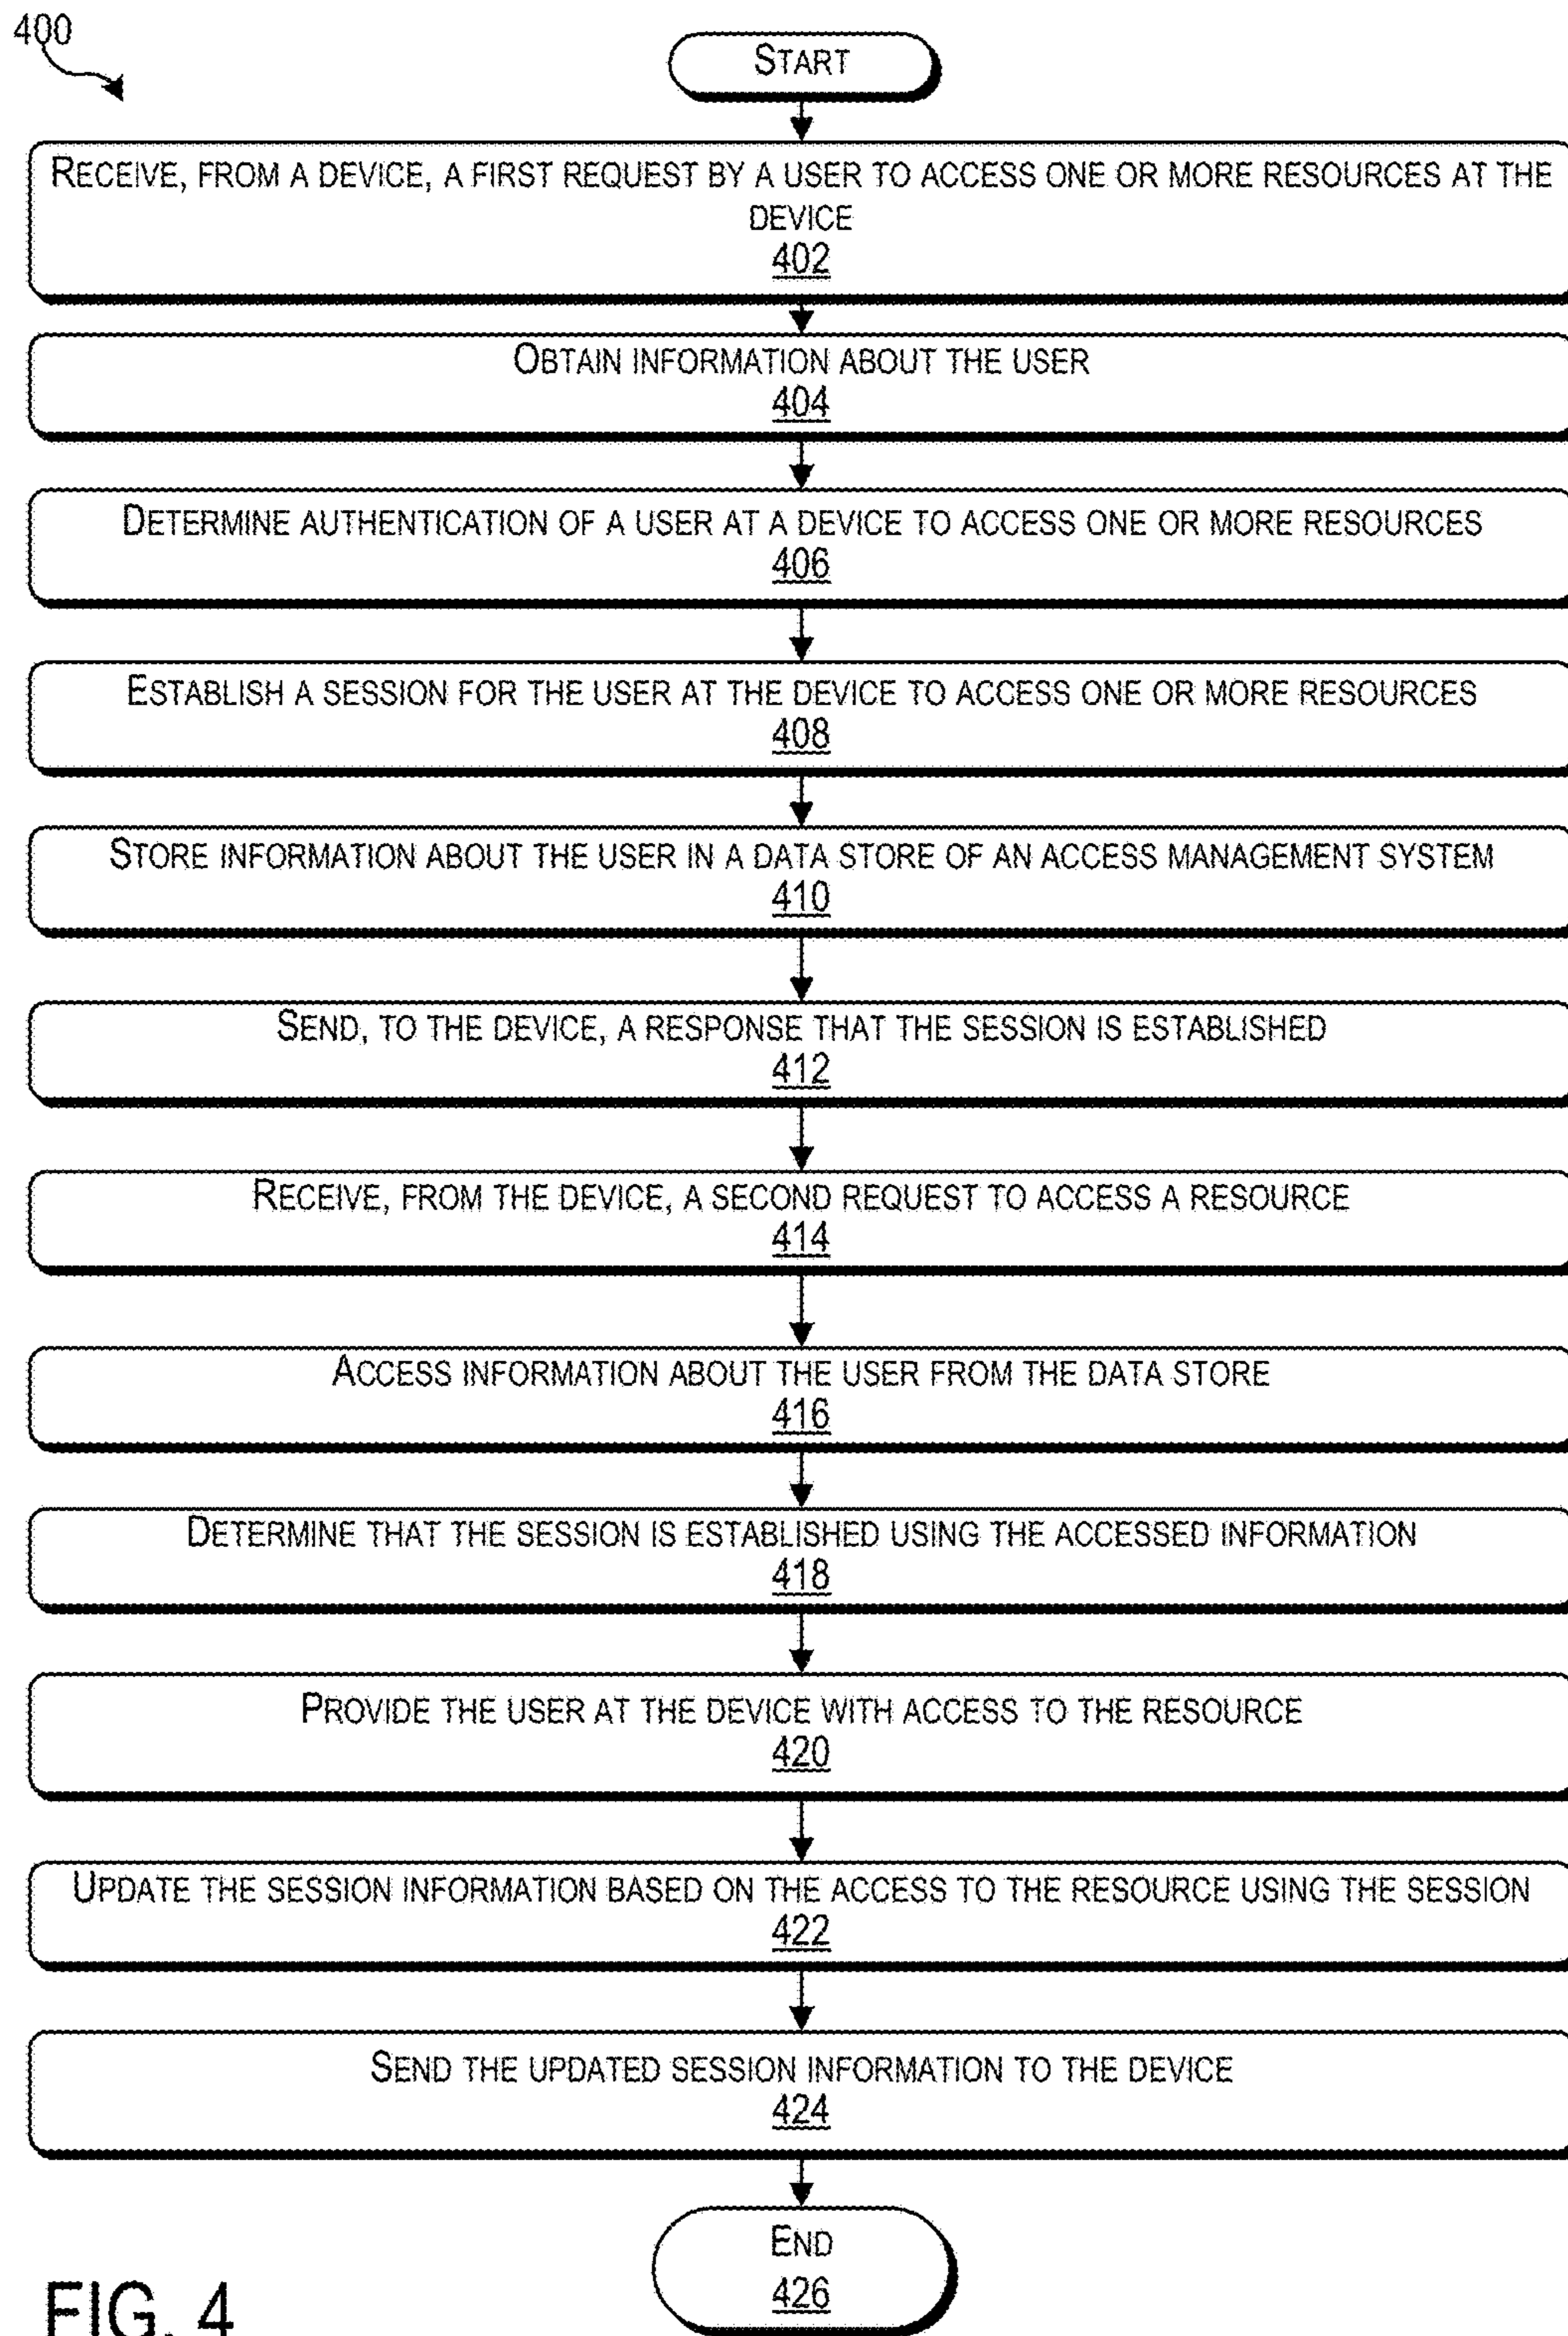 400
START
RECEIVE, FROM A DEVICE, A FIRST REQUEST BY A USER TO ACCESS ONE OR MORE RESOURCES AT THE
DEVICE
402
OBTAIN INFORMATION ABOUT THE USER
404
DETERMINE AUTHENTICATION OF A USER AT A DEVICE TO ACCESS ONE OR MORE RESOURCES
406
ESTABLISH A SESSION FOR THE USER AT THE DEVICE TO ACCESS ONE OR MORE RESOURCES
408
STORE INFORMATION ABOUT THE USER IN A DATA STORE OF AN ACCESS MANAGEMENT SYSTEM
410
SEND, TO THE DEVICE, A RESPONSE THAT THE SESSION IS ESTABLISHED
412
RECEIVE, FROM THE DEVICE, A SECOND REQUEST TO ACCESS A RESOURCE
414
ACCESS INFORMATION ABOUT THE USER FROM THE DATA STORE
416
DETERMINE THAT THE SESSION IS ESTABLISHED USING THE ACCESSED INFORMATION
418
PROVIDE THE USER AT THE DEVICE WITH ACCESS TO THE RESOURCE
420
UPDATE THE SESSION INFORMATION BASED ON THE ACCESS TO THE RESOURCE USING THE SESSION
422
SEND THE UPDATED SESSION INFORMATION TO THE DEVICE
424
END
426
FIG. 4